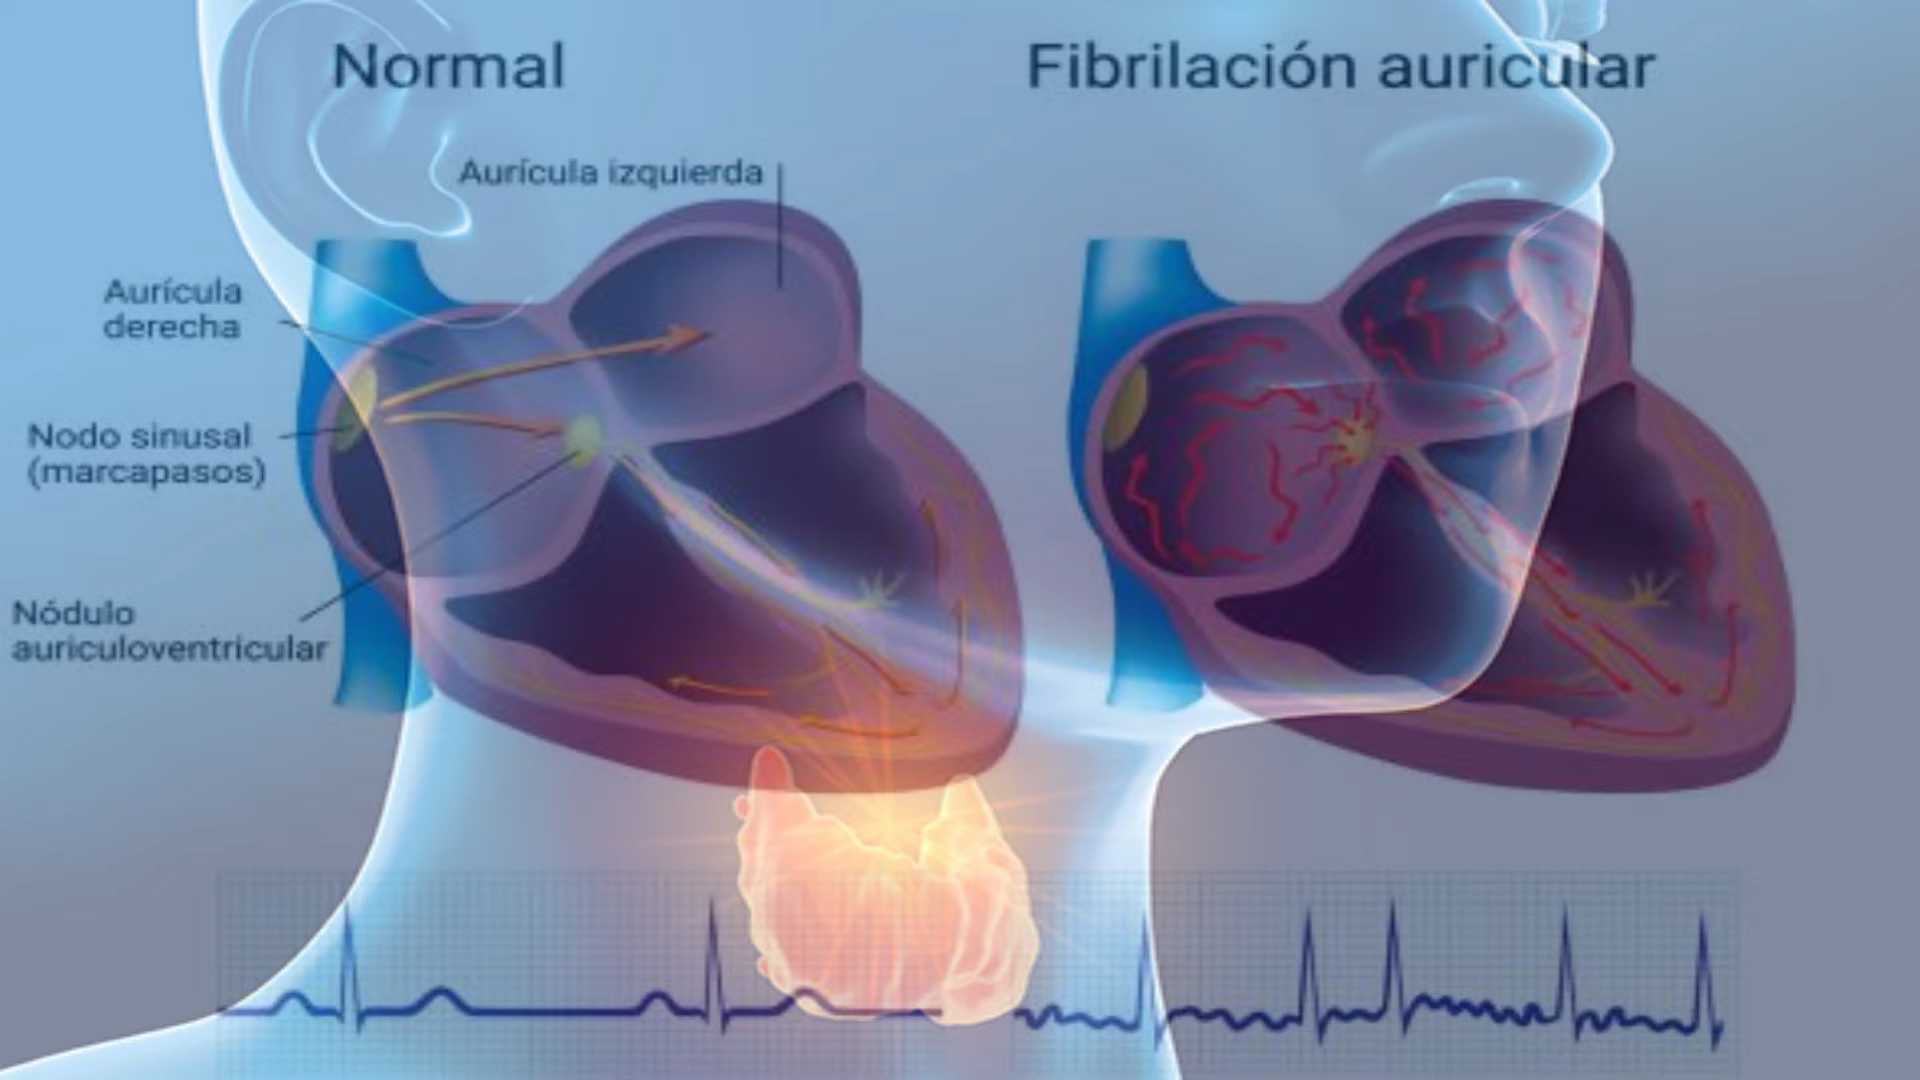 Normal
Fibrilación auricular
Aurícula izquierda
Aurícula
derecha
Nodo sinusal
(marcapasos)
Nódulo
auriculoventricular